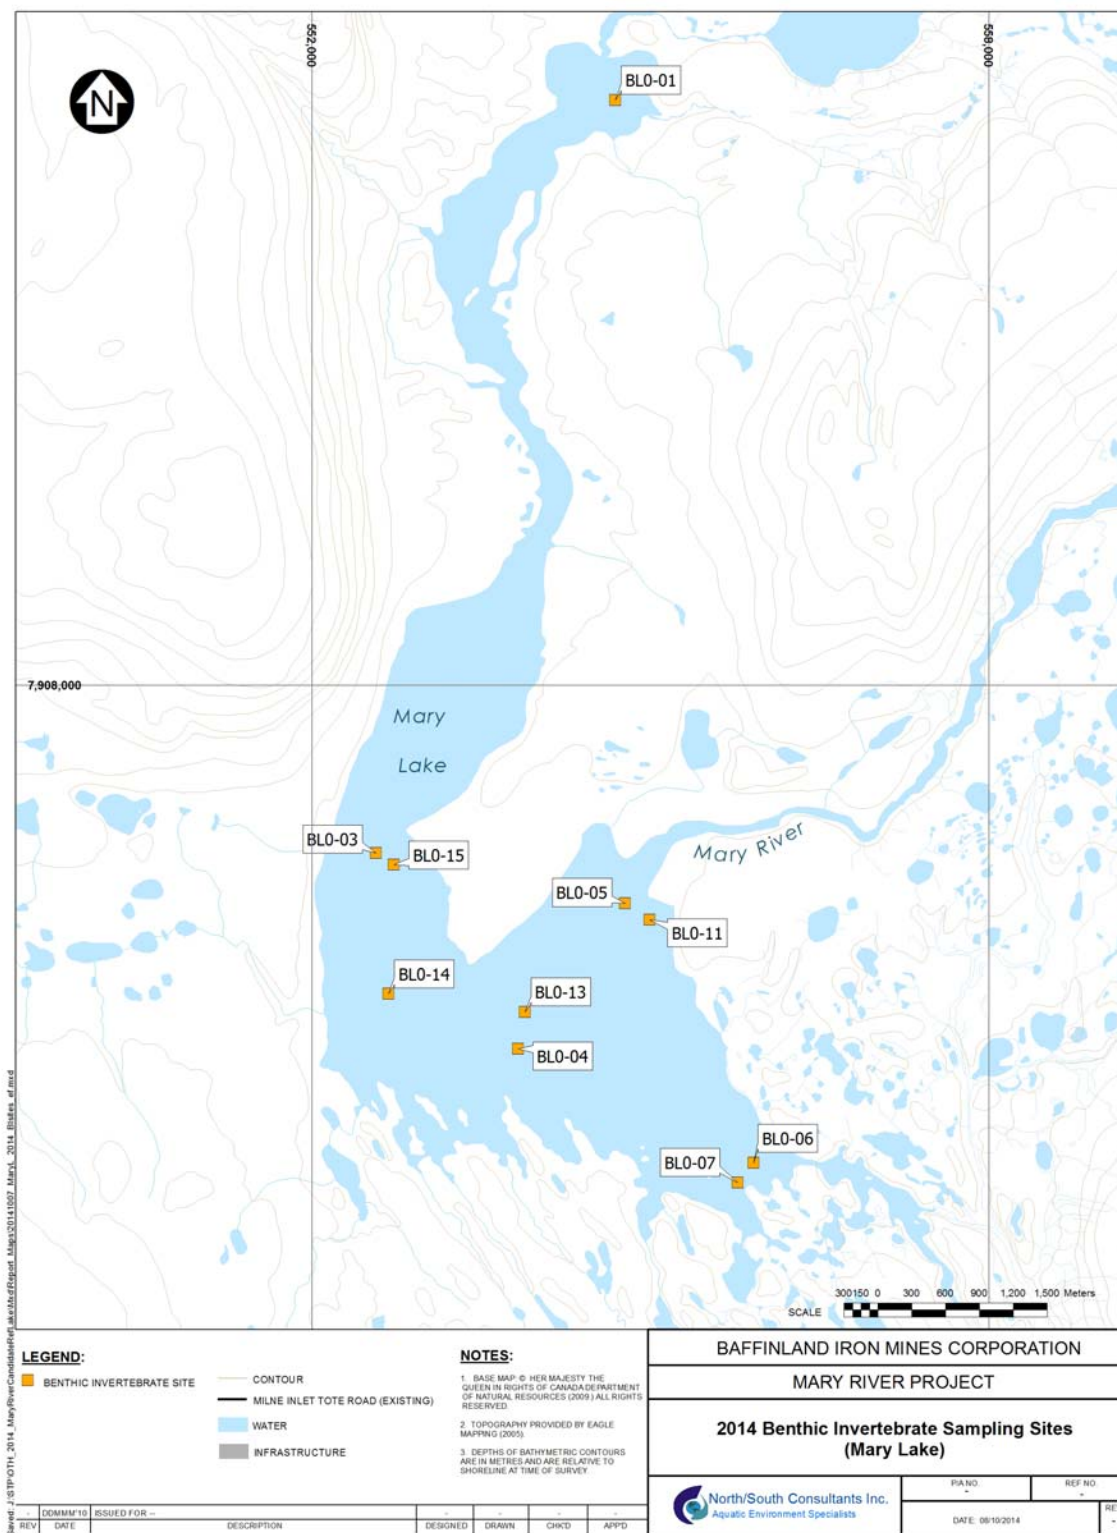 552,000
558,000
N
BL0-01
7,908,000
Mary
Lake
BL0-03
BL0-15
Mary River
BL0-05
BL0-11
BL0-14
BL0-13
BL0-04
BL0-06
BL0-07
300150 0 300 600 900 1,200 1,500 Meters
SCALE
LEGEND:
BENTHIC INVERTEBRATE SITE
CONTOUR
MILNE INLET TOTE ROAD (EXISTING)
WATER
INFRASTRUCTURE
NOTES:
1. BASE MAP: © HER MAJESTY THE
QUEEN IN RIGHTS OF CANADA DEPARTMENT
OF NATURAL RESOURCES (2009) ALL RIGHTS
RESERVED
2. TOPOGRAPHY PROVIDED BY EAGLE
MAPPING (2005).
3. DEPTHS OF BATHYMETRIC CONTOURS
ARE IN METRES AND ARE RELATIVE TO
SHORELINE AT TIME OF SURVEY.
- DDMMM'10 ISSUED FOR -- - - - -
REV DATE DESCRIPTION DESIGNED DRAWN CHK'D APP'D
BAFFINLAND IRON MINES CORPORATION
MARY RIVER PROJECT
2014 Benthic Invertebrate Sampling Sites
(Mary Lake)
North/South Consultants Inc.
Aquatic Environment Specialists
P/A NO.
-
REF NO.
-
DATE: 08/10/2014
RE
-